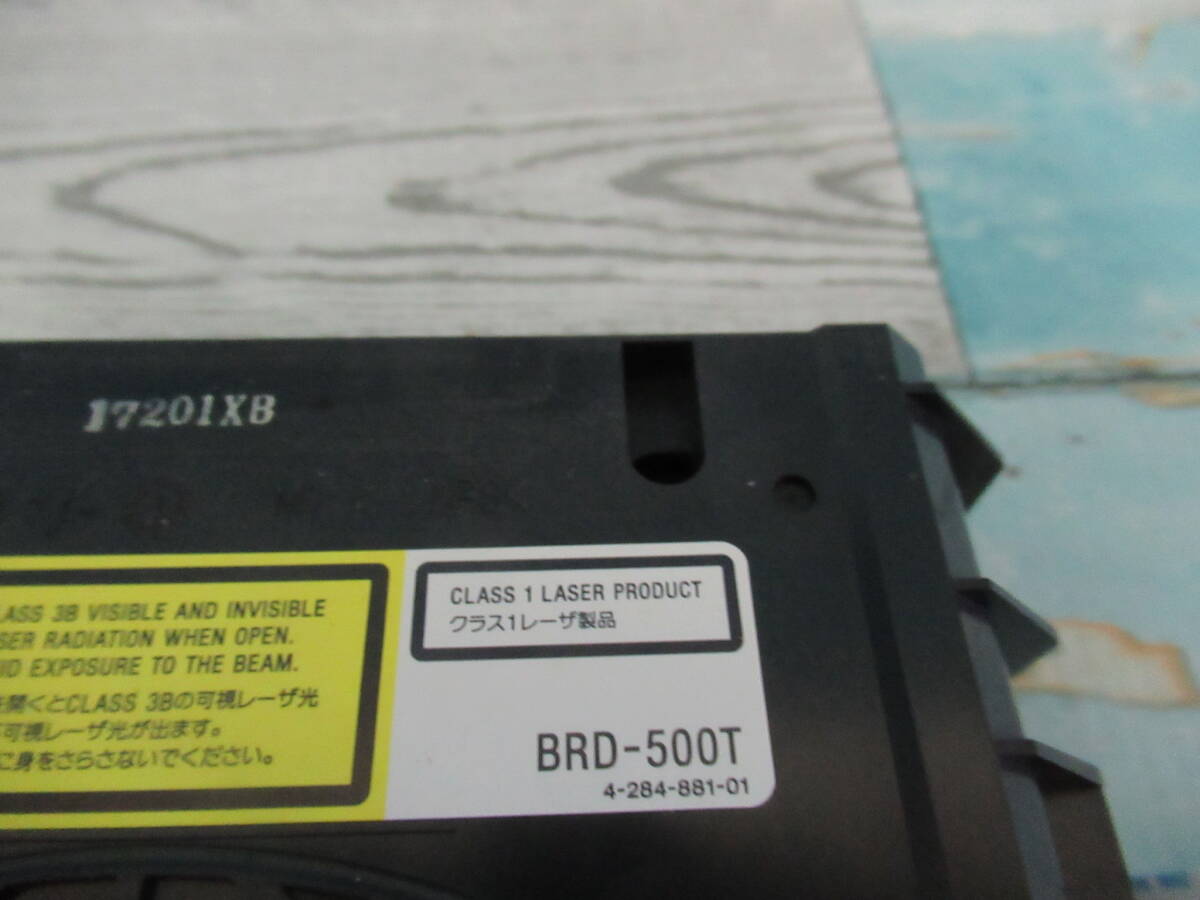 17201XB
CLASS 3B VISIBLE AND INVISIBLE
RADIATION WHEN OPEN.
EXPOSURE TO THE BEAM.
開くとCLASS 3Bの可視レーザ光
可視レーザ光が出ます。
に身をさらさないでください。
CLASS 1 LASER PRODUCT
クラス1レーザ製品
BRD-500T
4-284-881-01